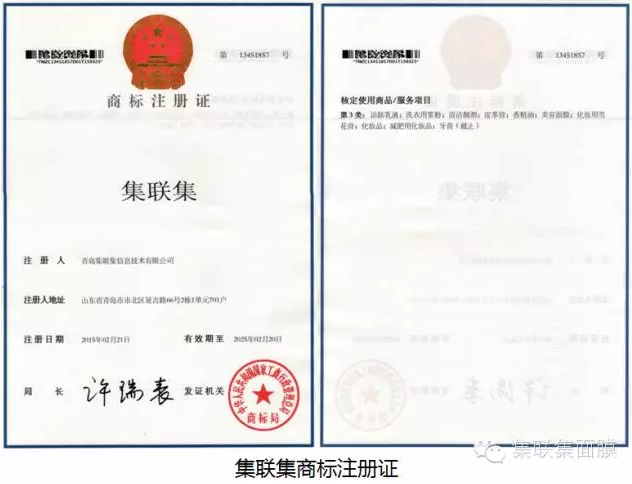 第 13451857 号
*TMZC13451857D01T150325*
商标注册证
集联集
注 册 人 青岛集联集信息技术有限公司
注册人地址 山东省青岛市市北区延吉路66号2栋1单元701户
注册日期 2015年02月21日 有效期至 2025年02月20日
局 长 许瑞表 发证机关
中华人民共和国国家工商行政管理总局
商标局
第 13451857 号
*TMZC13451857D01T150325*
核定使用商品/服务项目
第 3 类：洁肤乳液；洗衣用浆粉；清洁制剂；皮革膏；香精油；美容面膜；化妆用雪
花膏；化妆品；减肥用化妆品；牙膏（截止）
集联集面膜
集联集商标注册证